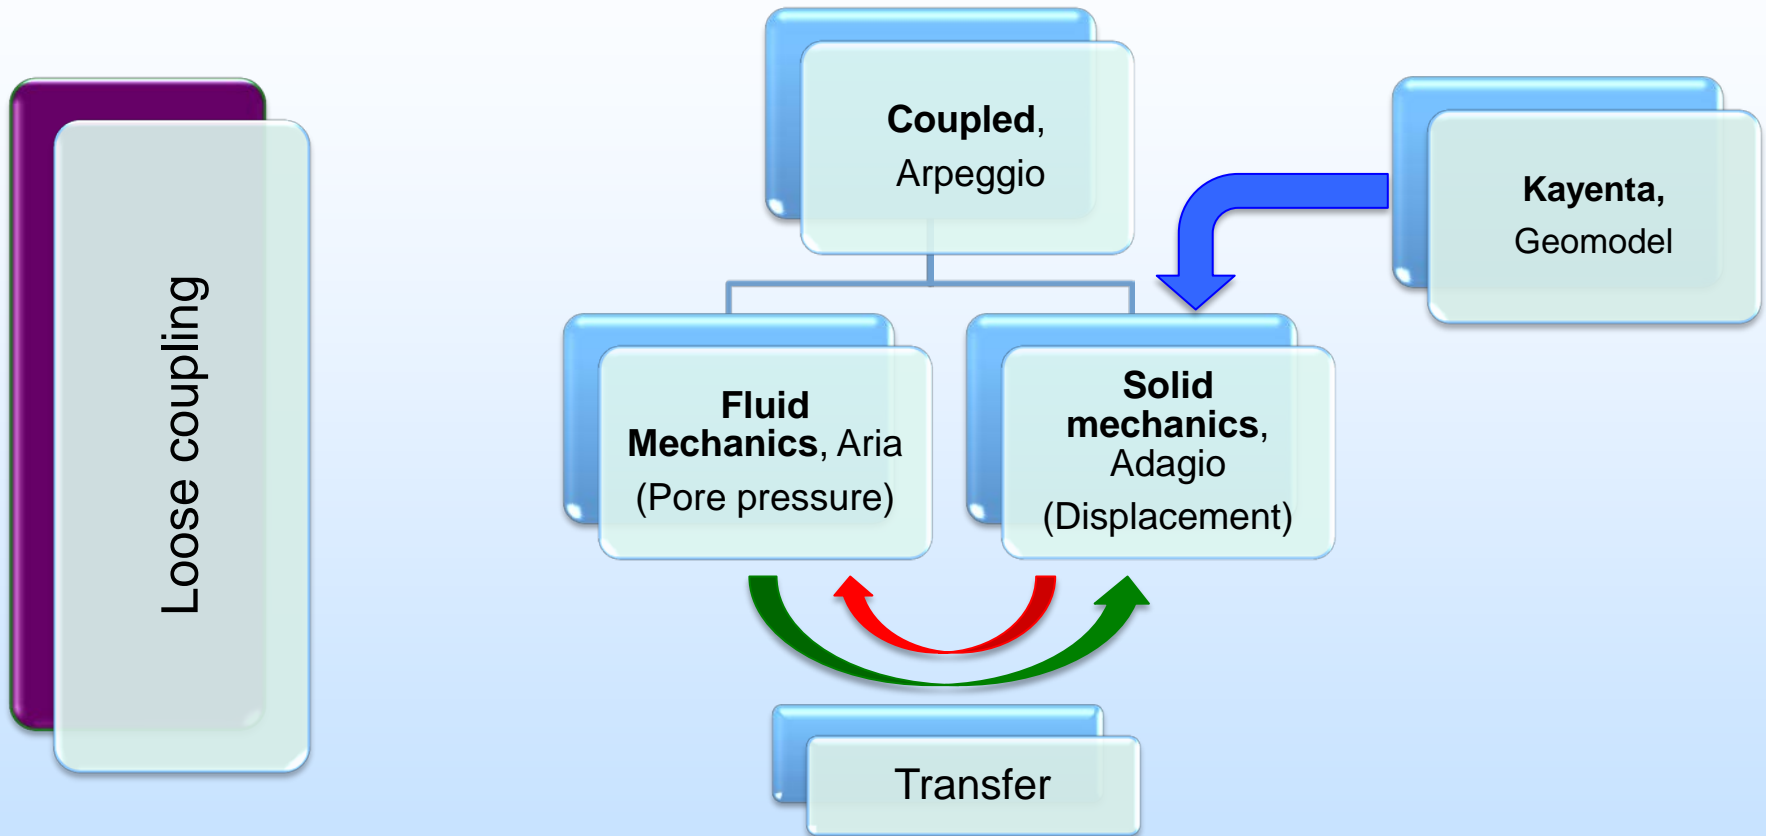 Loose coupling
Coupled,
Arpeggio
Kayenta,
Geomodel
Fluid
Mechanics, Aria
(Pore pressure)
Solid
mechanics,
Adagio
(Displacement)
Transfer